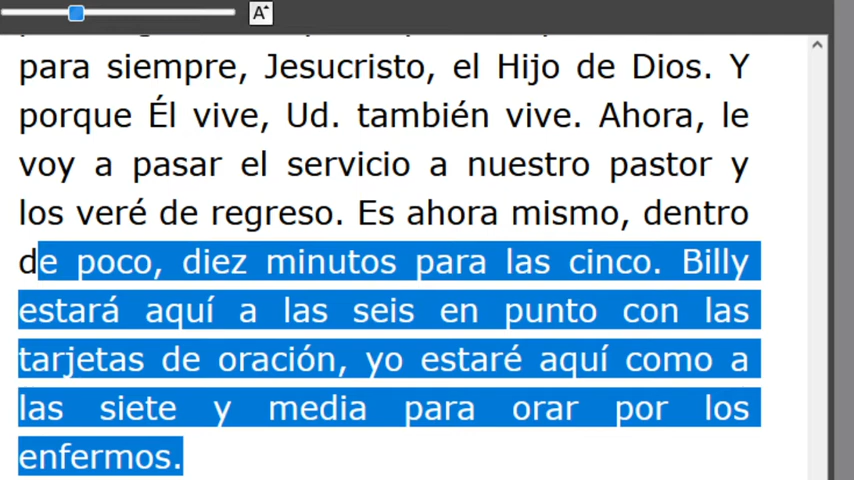 A
para siempre, Jesucristo, el Hijo de Dios. Y
porque Él vive, Ud. también vive. Ahora, le
voy a pasar el servicio a nuestro pastor y
los veré de regreso. Es ahora mismo, dentro
de poco, diez minutos para las cinco. Billy
estará aquí a las seis en punto con las
tarjetas de oración, yo estaré aquí como a
las siete y media para orar por los
enfermos.